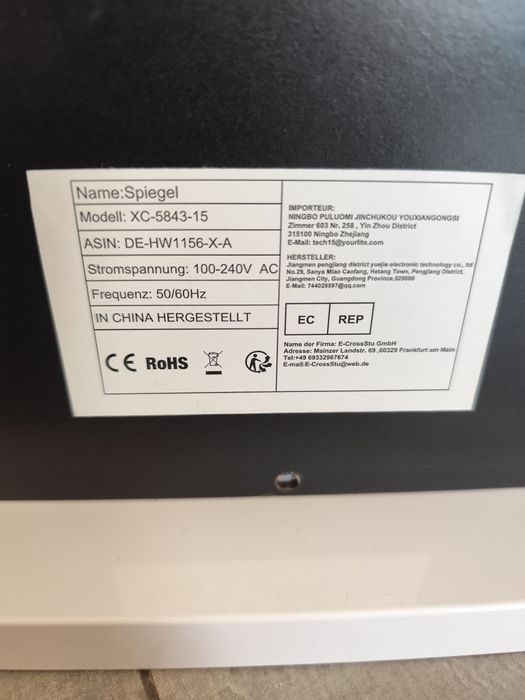 Name:Spiegel
Modell: XC-5843-15
ASIN: DE-HW1156-X-A
Stromspannung: 100-240V AC
Frequenz: 50/60Hz
IN CHINA HERGESTELLT
CE RoHS
IMPORTEUR:
NINGBO PULUOMI JINCHUKOU YOUXIANGONGSI
Zimmer 603 Nr. 258 , Yin Zhou District
315100 Ningbo Zhejiang
E-Mail: tech15@yourlite.com
HERSTELLER:
Jiangmen pengjiang district yuejie electronic technology co., ltd
No.29, Sanya Miao Caofang, Hetang Town, Pengjiang District,
Jiangmen City, Guangdong Province,529000
E-Mail: 744029597@qq.com
EC REP
Name der Firma: E-CrossStu GmbH
Adresse: Mainzer Landstr. 69 ,60329 Frankfurt am Main
Tel:+49 69332967674
E-mail:E-CrossStu@web.de